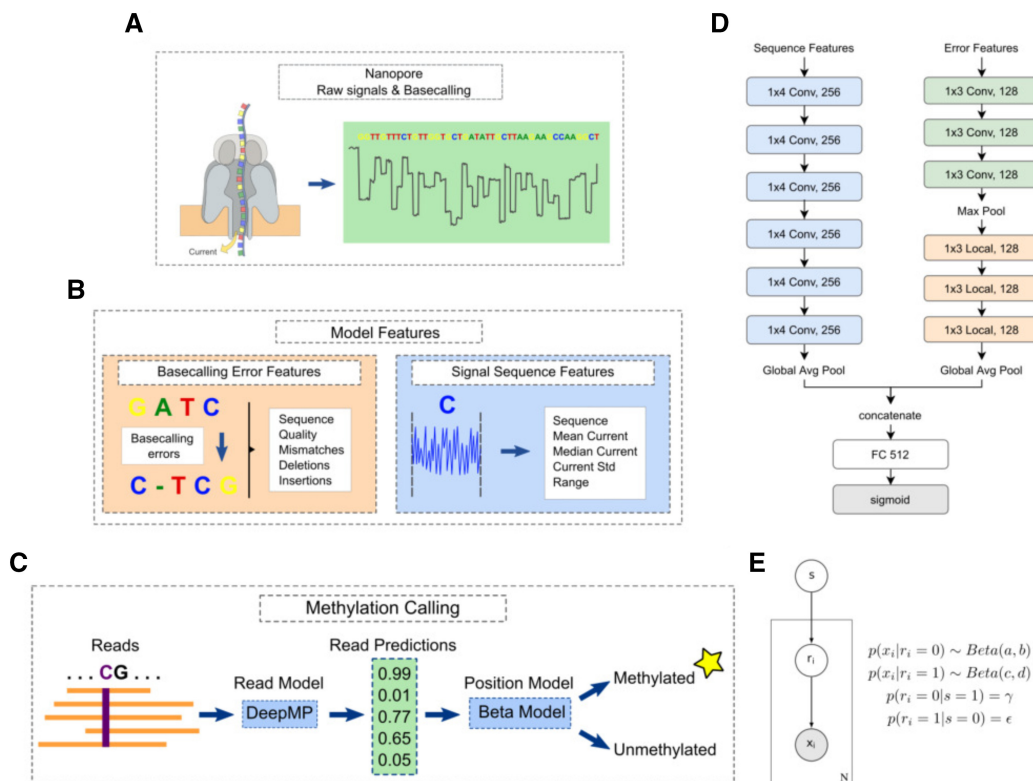 A
Nanopore
Raw signals & Basecalling
Current
B
Model Features
Basecalling Error Features
G A T C
Basecalling
errors
C - T C G
Sequence
Quality
Mismatches
Deletions
Insertions
Signal Sequence Features
C
Sequence
Mean Current
Median Current
Current Std
Range
C
Methylation Calling
Reads
... CG ...
Read Model
DeepMP
Read Predictions
0.99
0.01
0.77
0.65
0.05
Position Model
Beta Model
Methylated
Unmethylated
D
Sequence Features
1x4 Conv, 256
1x4 Conv, 256
1x4 Conv, 256
1x4 Conv, 256
1x4 Conv, 256
1x4 Conv, 256
Global Avg Pool
Error Features
1x3 Conv, 128
1x3 Conv, 128
1x3 Conv, 128
Max Pool
1x3 Local, 128
1x3 Local, 128
1x3 Local, 128
Global Avg Pool
concatenate
FC 512
sigmoid
E
s
r_i
x_i
N
p(x_i|r_i = 0) ∼ Beta(a, b)
p(x_i|r_i = 1) ∼ Beta(c, d)
p(r_i = 0|s = 1) = γ
p(r_i = 1|s = 0) = ϵ